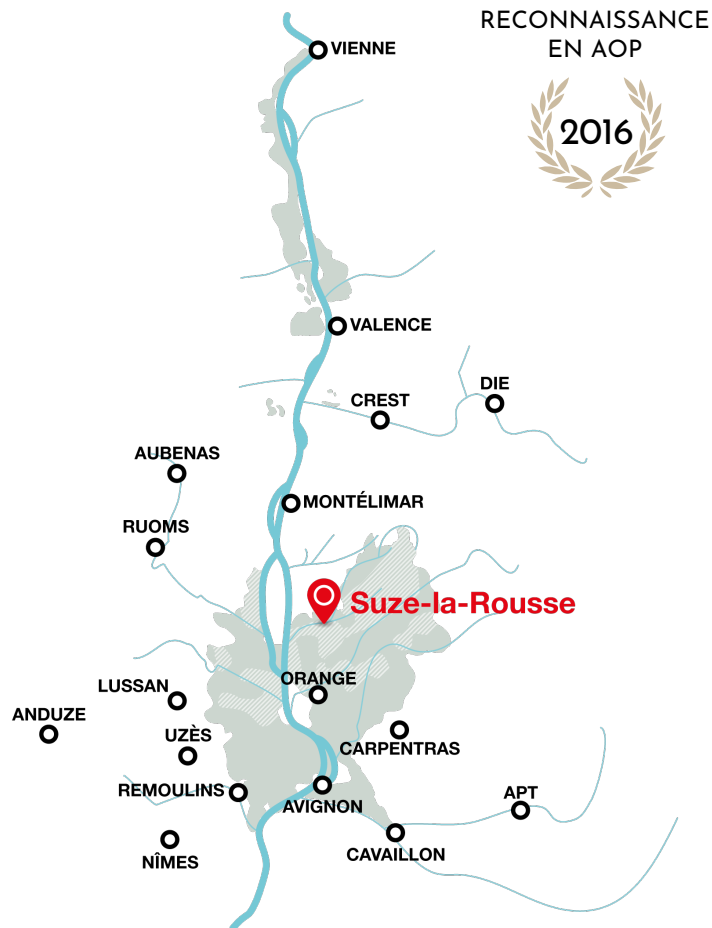 RECONNAISSANCE
EN AOP
2016
VIENNE
VALENCE
DIE
CREST
AUBENAS
MONTÉLIMAR
RUOMS
Suze-la-Rousse
ORANGE
LUSSAN
ANDUZE
UZÈS
CARPENTRAS
REMOULINS
APT
AVIGNON
CAVAILLON
NÎMES